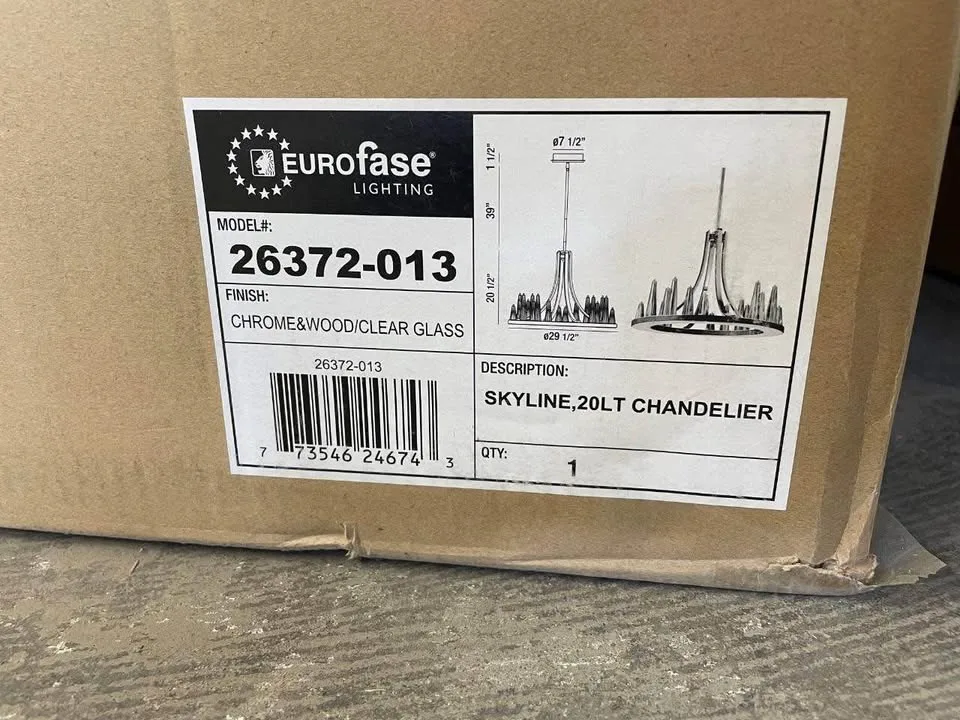 EUROfase®
LIGHTING
MODEL#:
26372-013
FINISH:
CHROME&WOOD/CLEAR GLASS
26372-013
7 73546 24674 3
ø7 1/2"
1 1/2"
39"
20 1/2"
ø29 1/2"
DESCRIPTION:
SKYLINE,20LT CHANDELIER
QTY:
1